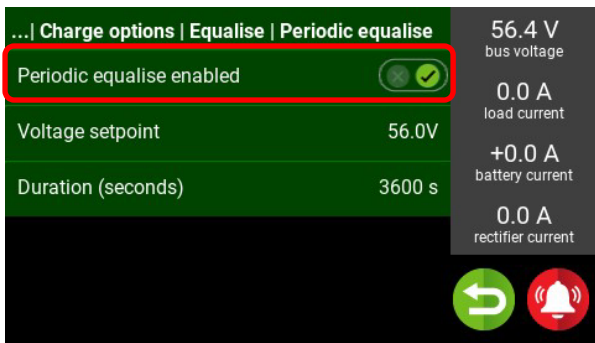 ...| Charge options | Equalise | Periodic equalise
Periodic equalise enabled
Voltage setpoint 56.0V
Duration (seconds) 3600 s
56.4 V
bus voltage
0.0 A
load current
+0.0 A
battery current
0.0 A
rectifier current